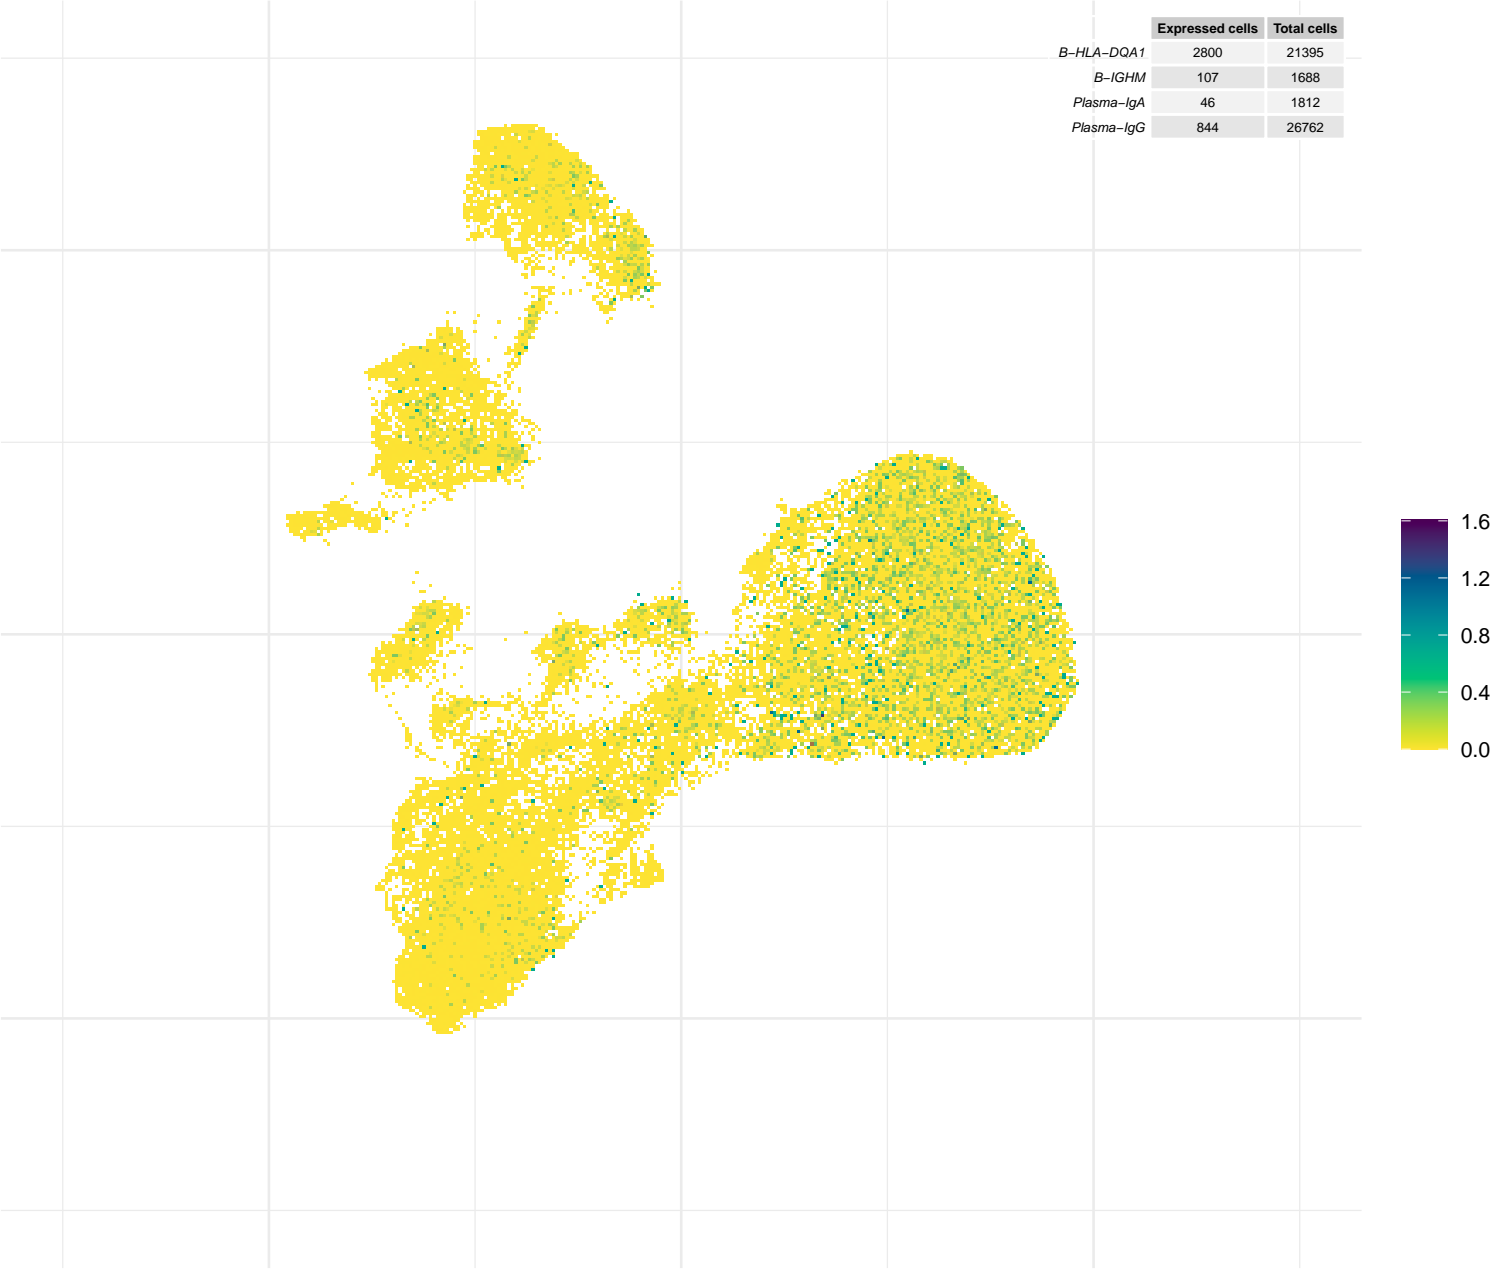 Expressed cells Total cells
B−HLA−DQA1 2800 21395
B−IGHM 107 1688
Plasma−IgA 46 1812
Plasma−IgG 844 26762
1.6
1.2
0.8
0.4
0.0